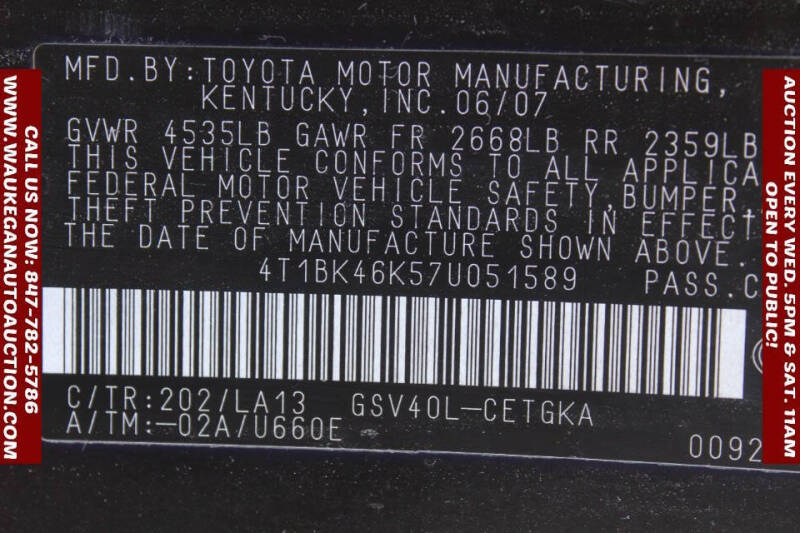 CALL US NOW: 847-782-5786
WWW.WAUKEGANAUTOAUCTION.COM
MFD. BY: TOYOTA MOTOR MANUFACTURING,
KENTUCKY, INC. 06/07
GVWR 4535LB GAWR FR 2668LB RR 2359LB
THIS VEHICLE CONFORMS TO ALL APPLICA
FEDERAL MOTOR VEHICLE SAFETY, BUMPER,
THEFT PREVENTION STANDARDS IN EFFECT
THE DATE OF MANUFACTURE SHOWN ABOVE.
4T1BK46K57U051589 PASS.C
C/TR:202/LA13 GSV40L-CETGKA
A/TM:-02A/U660E
0092
AUCTION EVERY WED. 5PM & SAT. 11AM
OPEN TO PUBLIC!